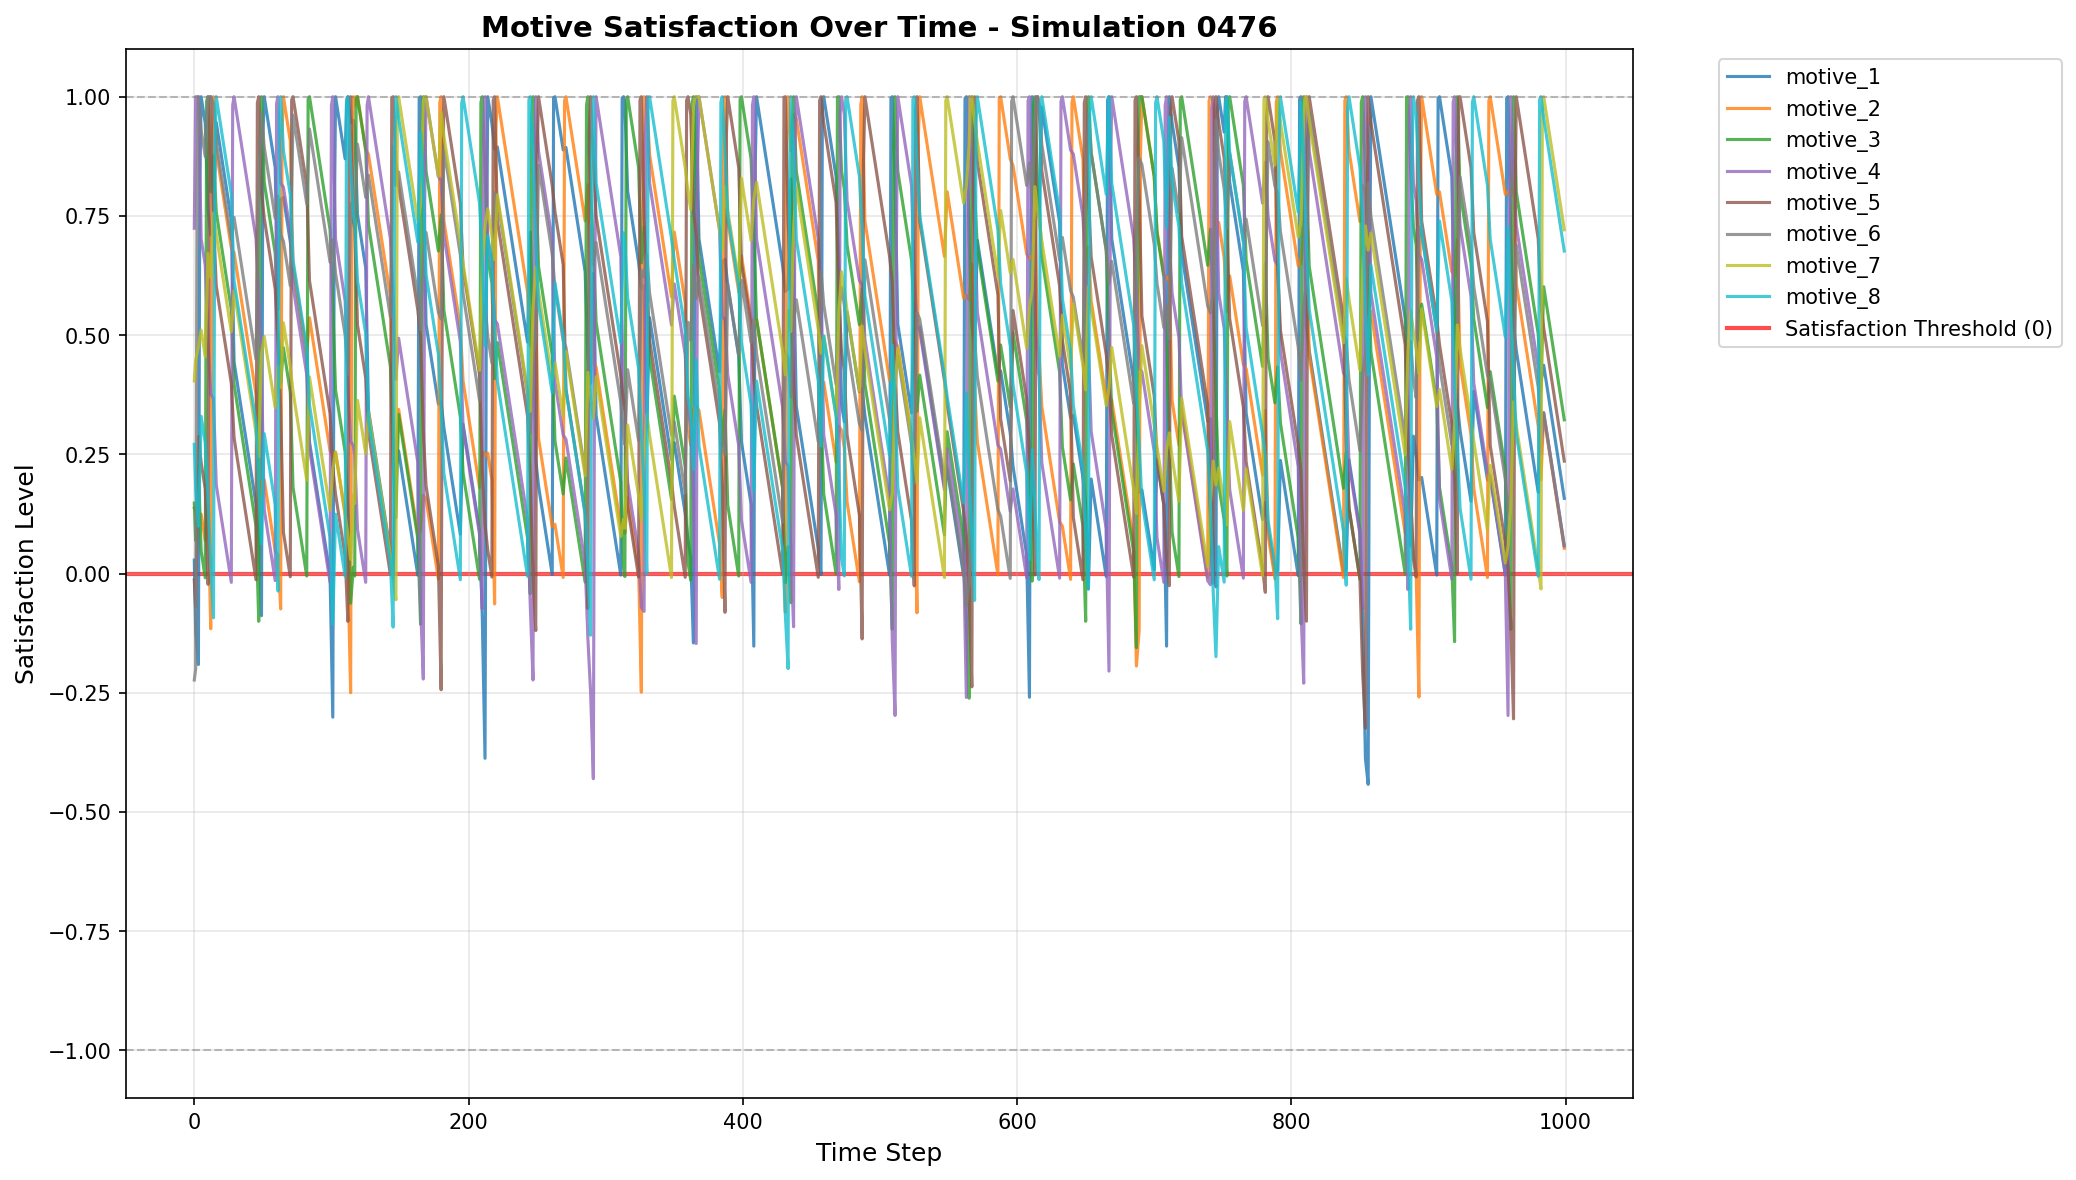 Motive Satisfaction Over Time - Simulation 0476
1.00
0.75
0.50
0.25
0.00
−0.25
−0.50
−0.75
−1.00
Satisfaction Level
0
200
400
600
800
1000
Time Step
motive_1
motive_2
motive_3
motive_4
motive_5
motive_6
motive_7
motive_8
Satisfaction Threshold (0)